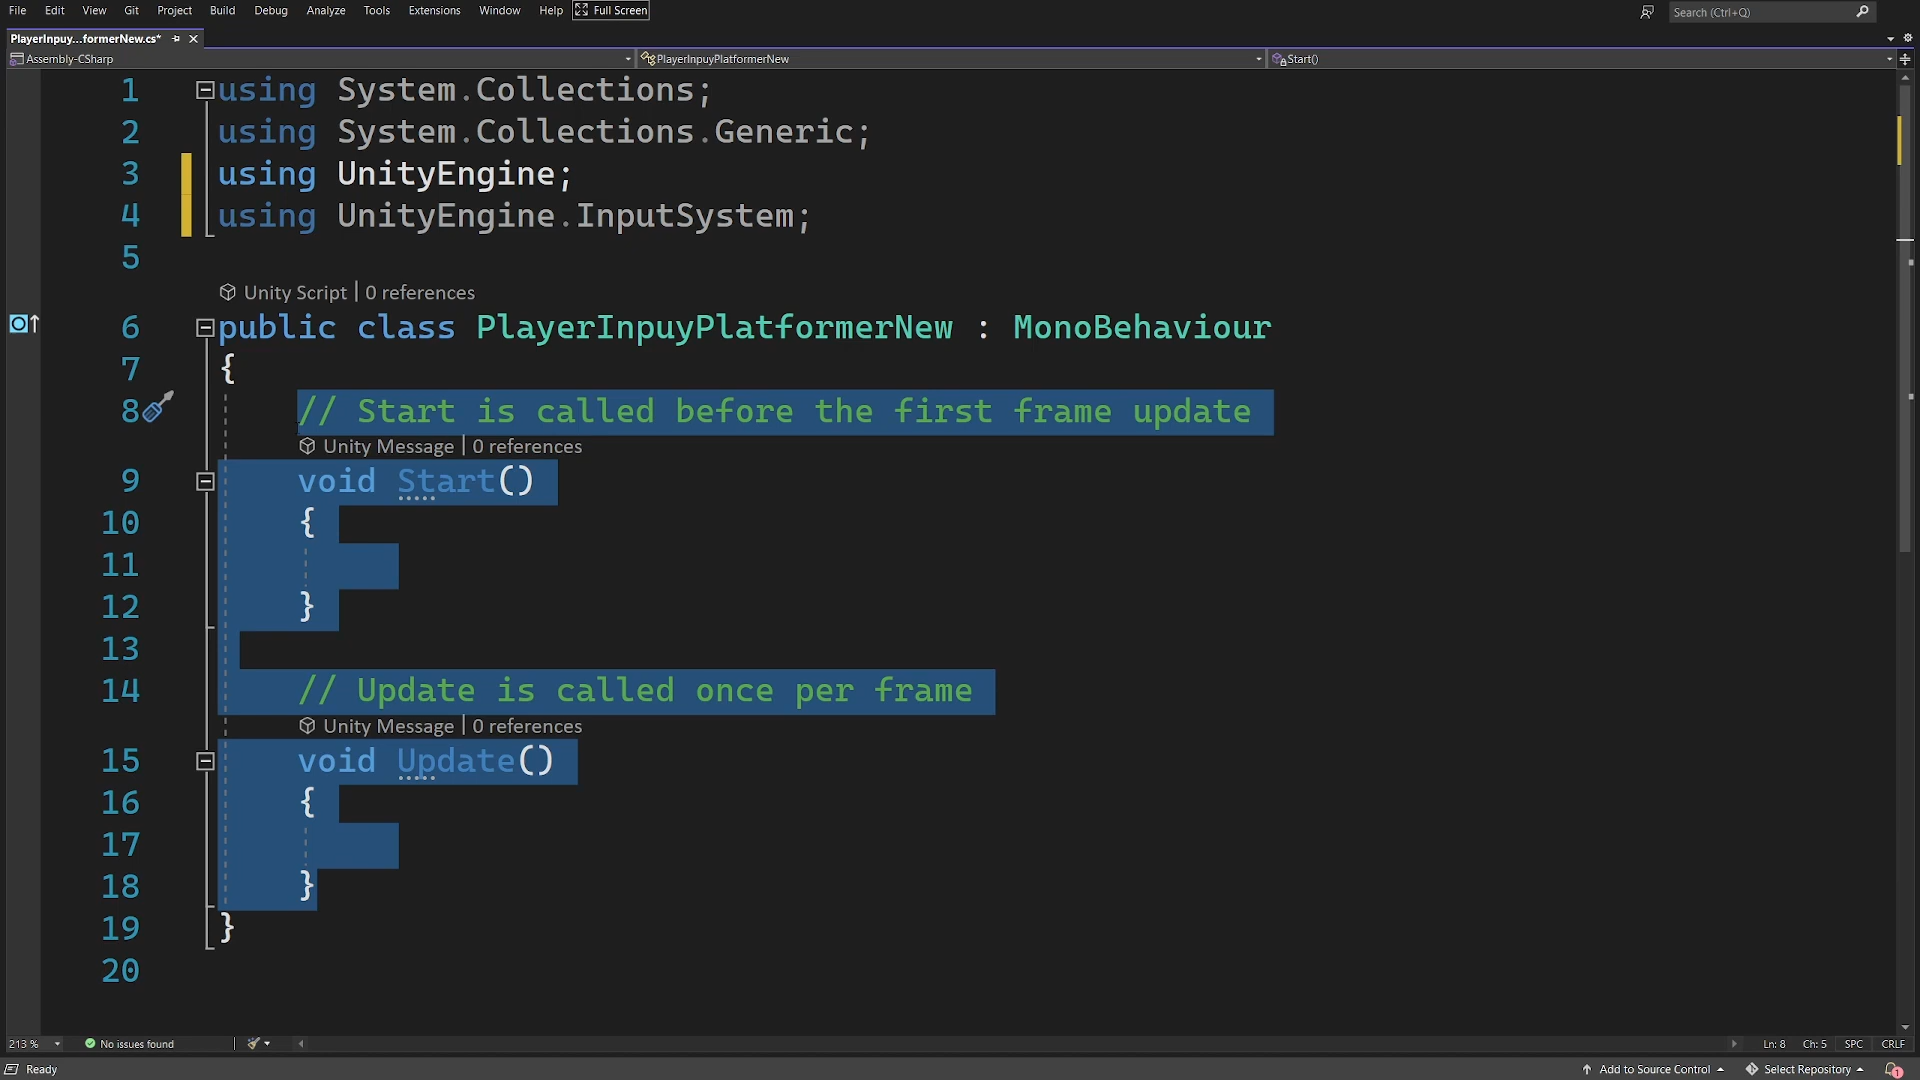 File Edit View Git Project Build Debug Analyze Tools Extensions Window Help Full Screen Search (Ctrl+Q)
PlayerInpuy...formerNew.cs*
Assembly-CSharp PlayerInpuyPlatformerNew Start()
1 using System.Collections;
2 using System.Collections.Generic;
3 using UnityEngine;
4 using UnityEngine.InputSystem;
5
Unity Script | 0 references
6 public class PlayerInpuyPlatformerNew : MonoBehaviour
7 {
8 // Start is called before the first frame update
Unity Message | 0 references
9 void Start()
10 {
11
12 }
13
14 // Update is called once per frame
Unity Message | 0 references
15 void Update()
16 {
17
18 }
19 }
20
213 % No issues found Ln: 8 Ch: 5 SPC CRLF
Ready Add to Source Control Select Repository 1